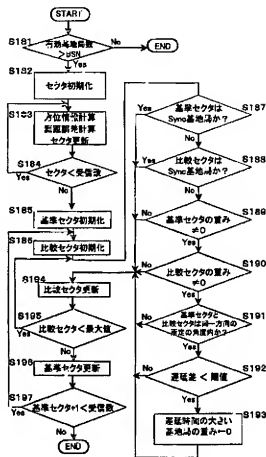 START
S181
有効基地局数
No
END
Yes
S182
セクタ初期化
S183
方位情報計算
セクタ更新
S184
セクタ<受信数
Yes
No
S185
基準セクタ初期化
S186
比較セクタ初期化
S194
比較セクタ更新
S195
比較セクタ<最大値
Yes
No
S196
基準セクタ更新
S197
基準セクタ+1<受信数
Yes
No
END
S187
基準セクタは
Sync基地局か?
Yes
No
S188
比較セクタは
Sync基地局か?
Yes
No
S189
基準セクタの重み
≠0
No
Yes
S190
比較セクタの重み
≠0
No
Yes
S191
基準セクタと
比較セクタは同一方向の
所定の角度内か?
No
Yes
S192
遅延差 < 閾値
No
Yes
S193
遅延時間の大きい
基地局の重み←0